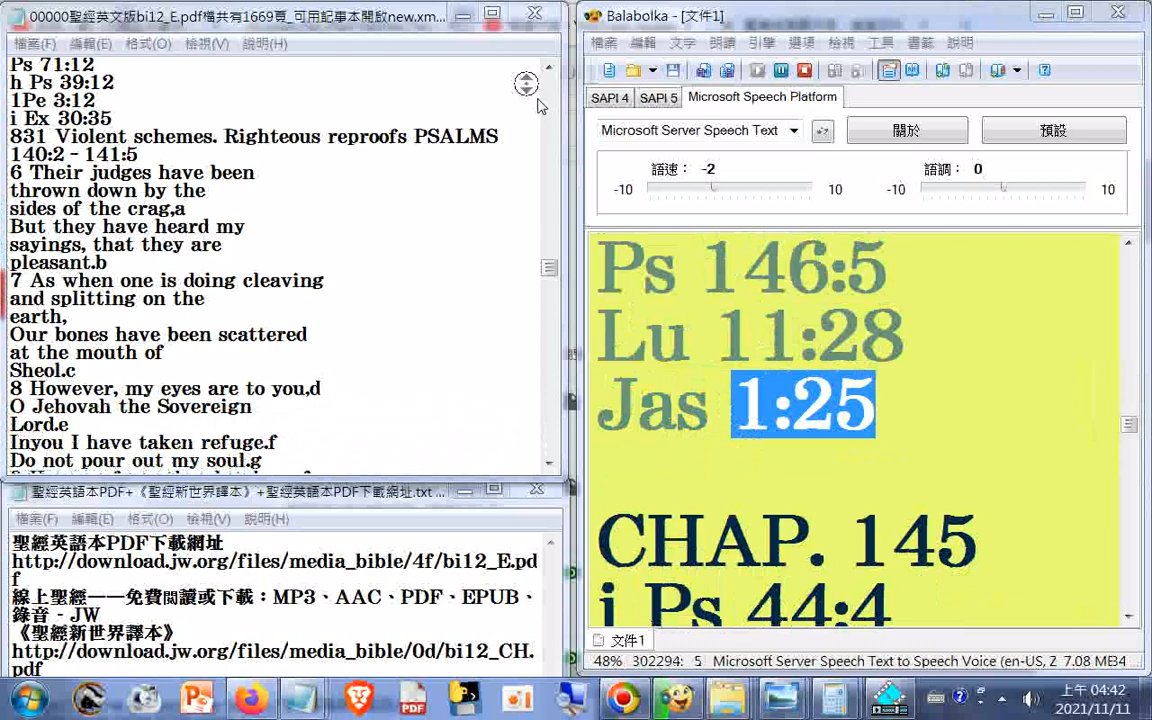 00000聖經英文版bi12_E.pdf檔共有1669頁_可用記事本開啟new.xm...
檔案(F) 編輯(E) 格式(O) 檢視(V) 說明(H)
Ps 71:12
h Ps 39:12
1Pe 3:12
i Ex 30:35
831 Violent schemes. Righteous reproofs PSALMS
140:2–141:5
6 Their judges have been
thrown down by the
sides of the crag,a
But they have heard my
sayings, that they are
pleasant.b
7 As when one is doing cleaving
and splitting on the
earth,
Our bones have been scattered
at the mouth of
Sheol.c
8 However, my eyes are to you,d
O Jehovah the Sovereign
Lord.e
Inyou I have taken refuge.f
Do not pour out my soul.g
聖經英語本PDF+《聖經新世界譯本》+聖經英語本PDF下載網址.txt ...
檔案(F) 編輯(E) 格式(O) 檢視(V) 說明(H)
聖經英語本PDF下載網址
http://download.jw.org/files/media_bible/4f/bi12_E.pd
f
線上聖經——免費閱讀或下載：MP3、AAC、PDF、EPUB、
錄音 - JW
《聖經新世界譯本》
http://download.jw.org/files/media_bible/0d/bi12_CH.
pdf
Balabolka - [文件1]
檔案 編輯 文字 朗讀 引擎 選項 檢視 工具 書籤 說明
SAPI 4 SAPI 5 Microsoft Speech Platform
Microsoft Server Speech Text 關於 預設
語速： -2 語調： 0
-10 10 -10 10
Ps 146:5
Lu 11:28
Jas 1:25
CHAP. 145
i Ps 44:4
文件1
48% 302294: 5 Microsoft Server Speech Text to Speech Voice (en-US, Z 7.08 MB34
上午 04:42
2021/11/11